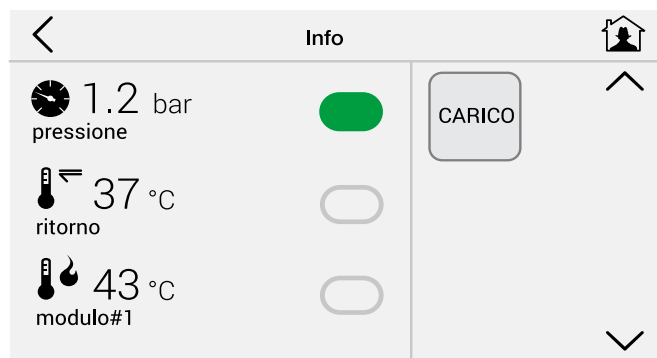 Info
1.2 bar
pressione
CARICO
37 °C
ritorno
43 °C
modulo#1